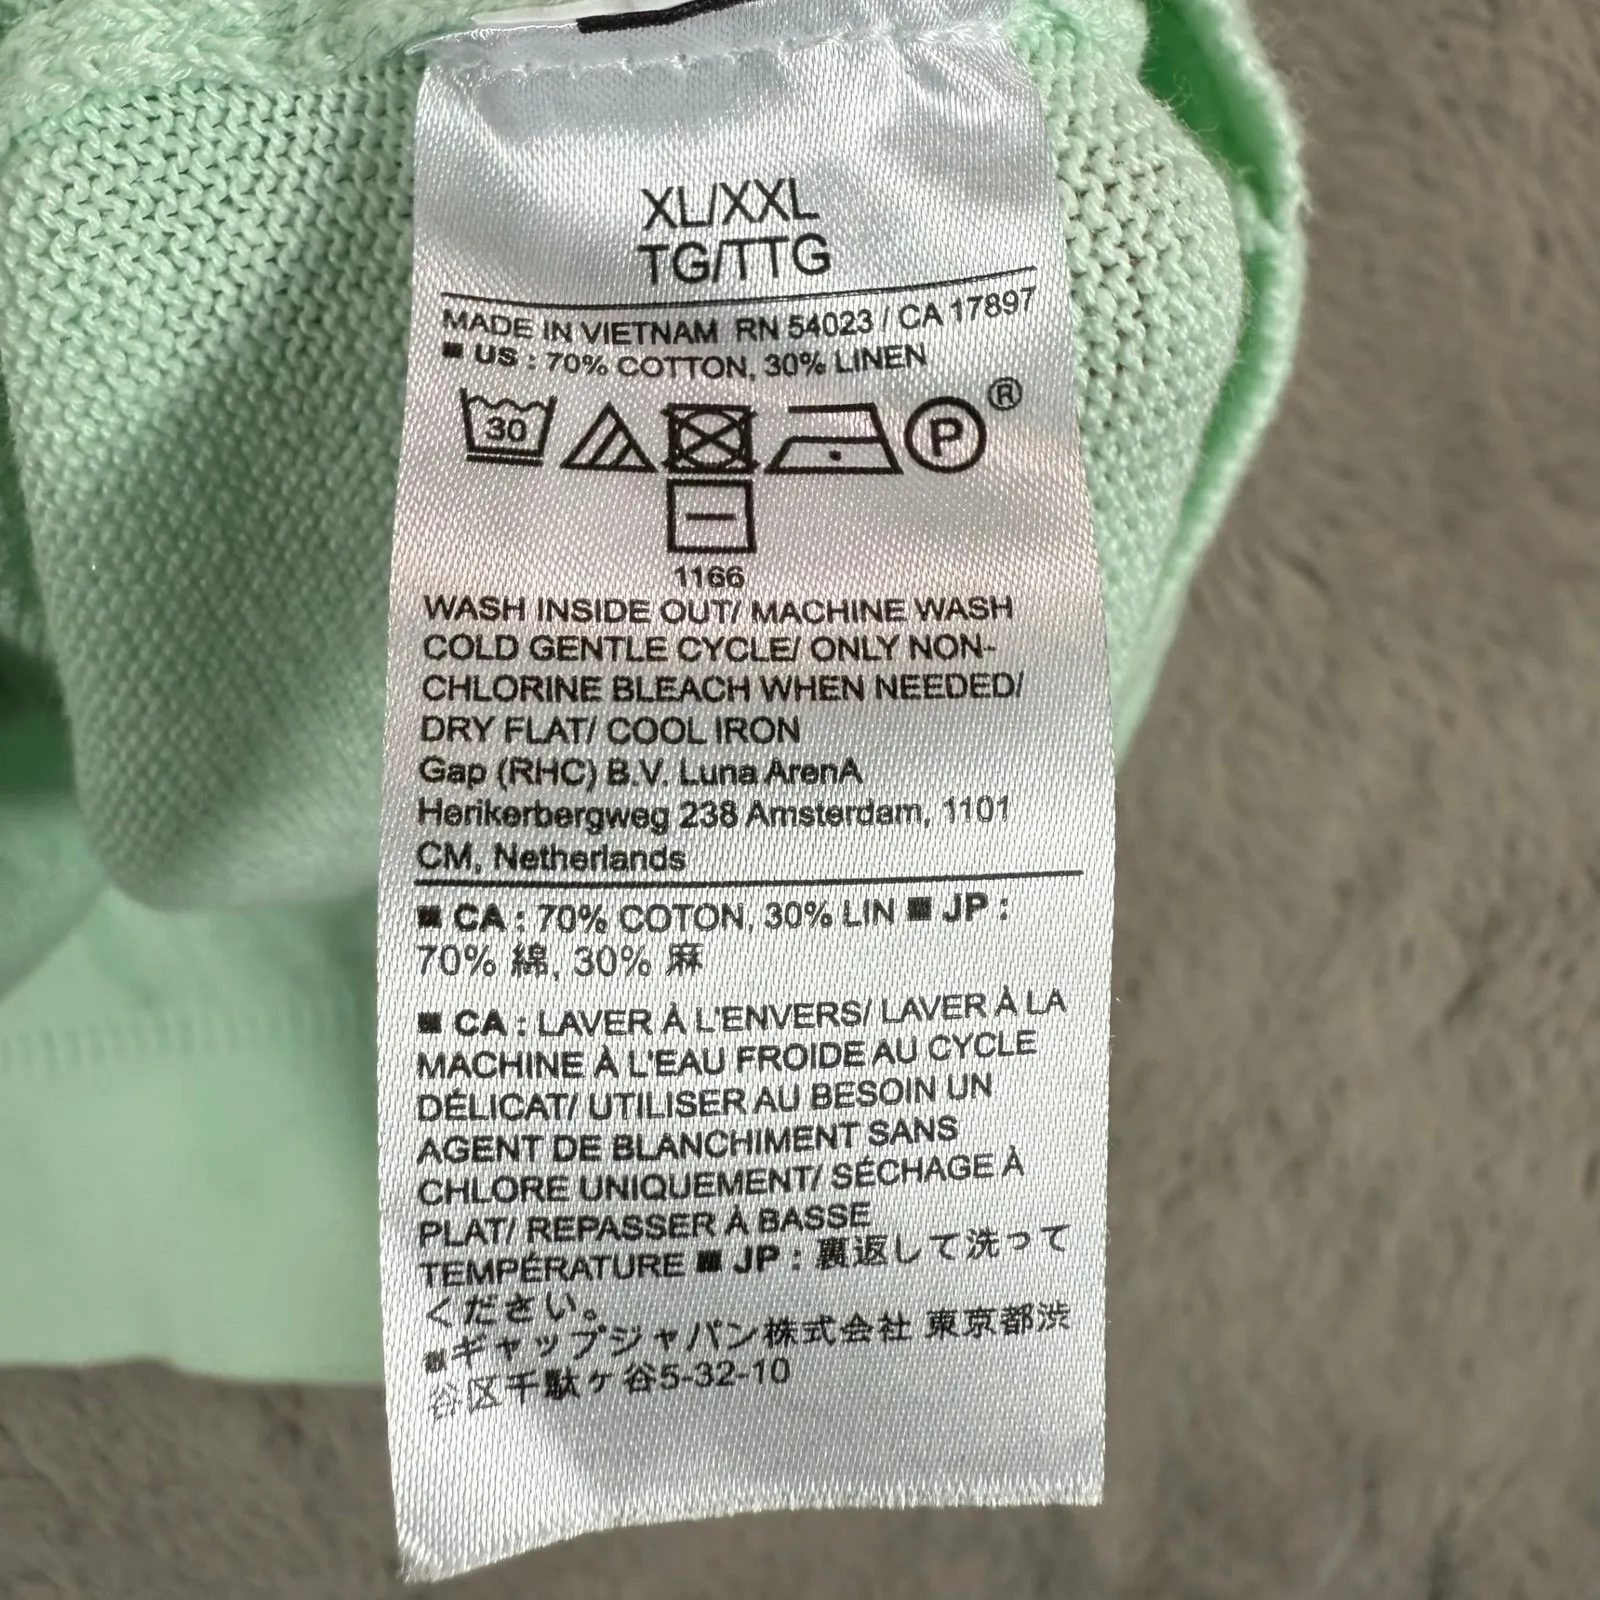 XL/XXL
TG/TTG
MADE IN VIETNAM RN 54023 / CA 17897
■ US : 70% COTTON, 30% LINEN
30 P ®
1166
WASH INSIDE OUT/ MACHINE WASH
COLD GENTLE CYCLE/ ONLY NON-
CHLORINE BLEACH WHEN NEEDED/
DRY FLAT/ COOL IRON
Gap (RHC) B.V. Luna ArenA
Herikerbergweg 238 Amsterdam, 1101
CM, Netherlands
■ CA : 70% COTON, 30% LIN ■ JP :
70% 綿, 30% 麻
■ CA : LAVER À L'ENVERS/ LAVER À LA
MACHINE À L'EAU FROIDE AU CYCLE
DÉLICAT/ UTILISER AU BESOIN UN
AGENT DE BLANCHIMENT SANS
CHLORE UNIQUEMENT/ SÉCHAGE À
PLAT/ REPASSER À BASSE
TEMPÉRATURE ■ JP : 裏返して洗って
ください。
■ギャップジャパン株式会社 東京都渋
谷区千駄ヶ谷5-32-10